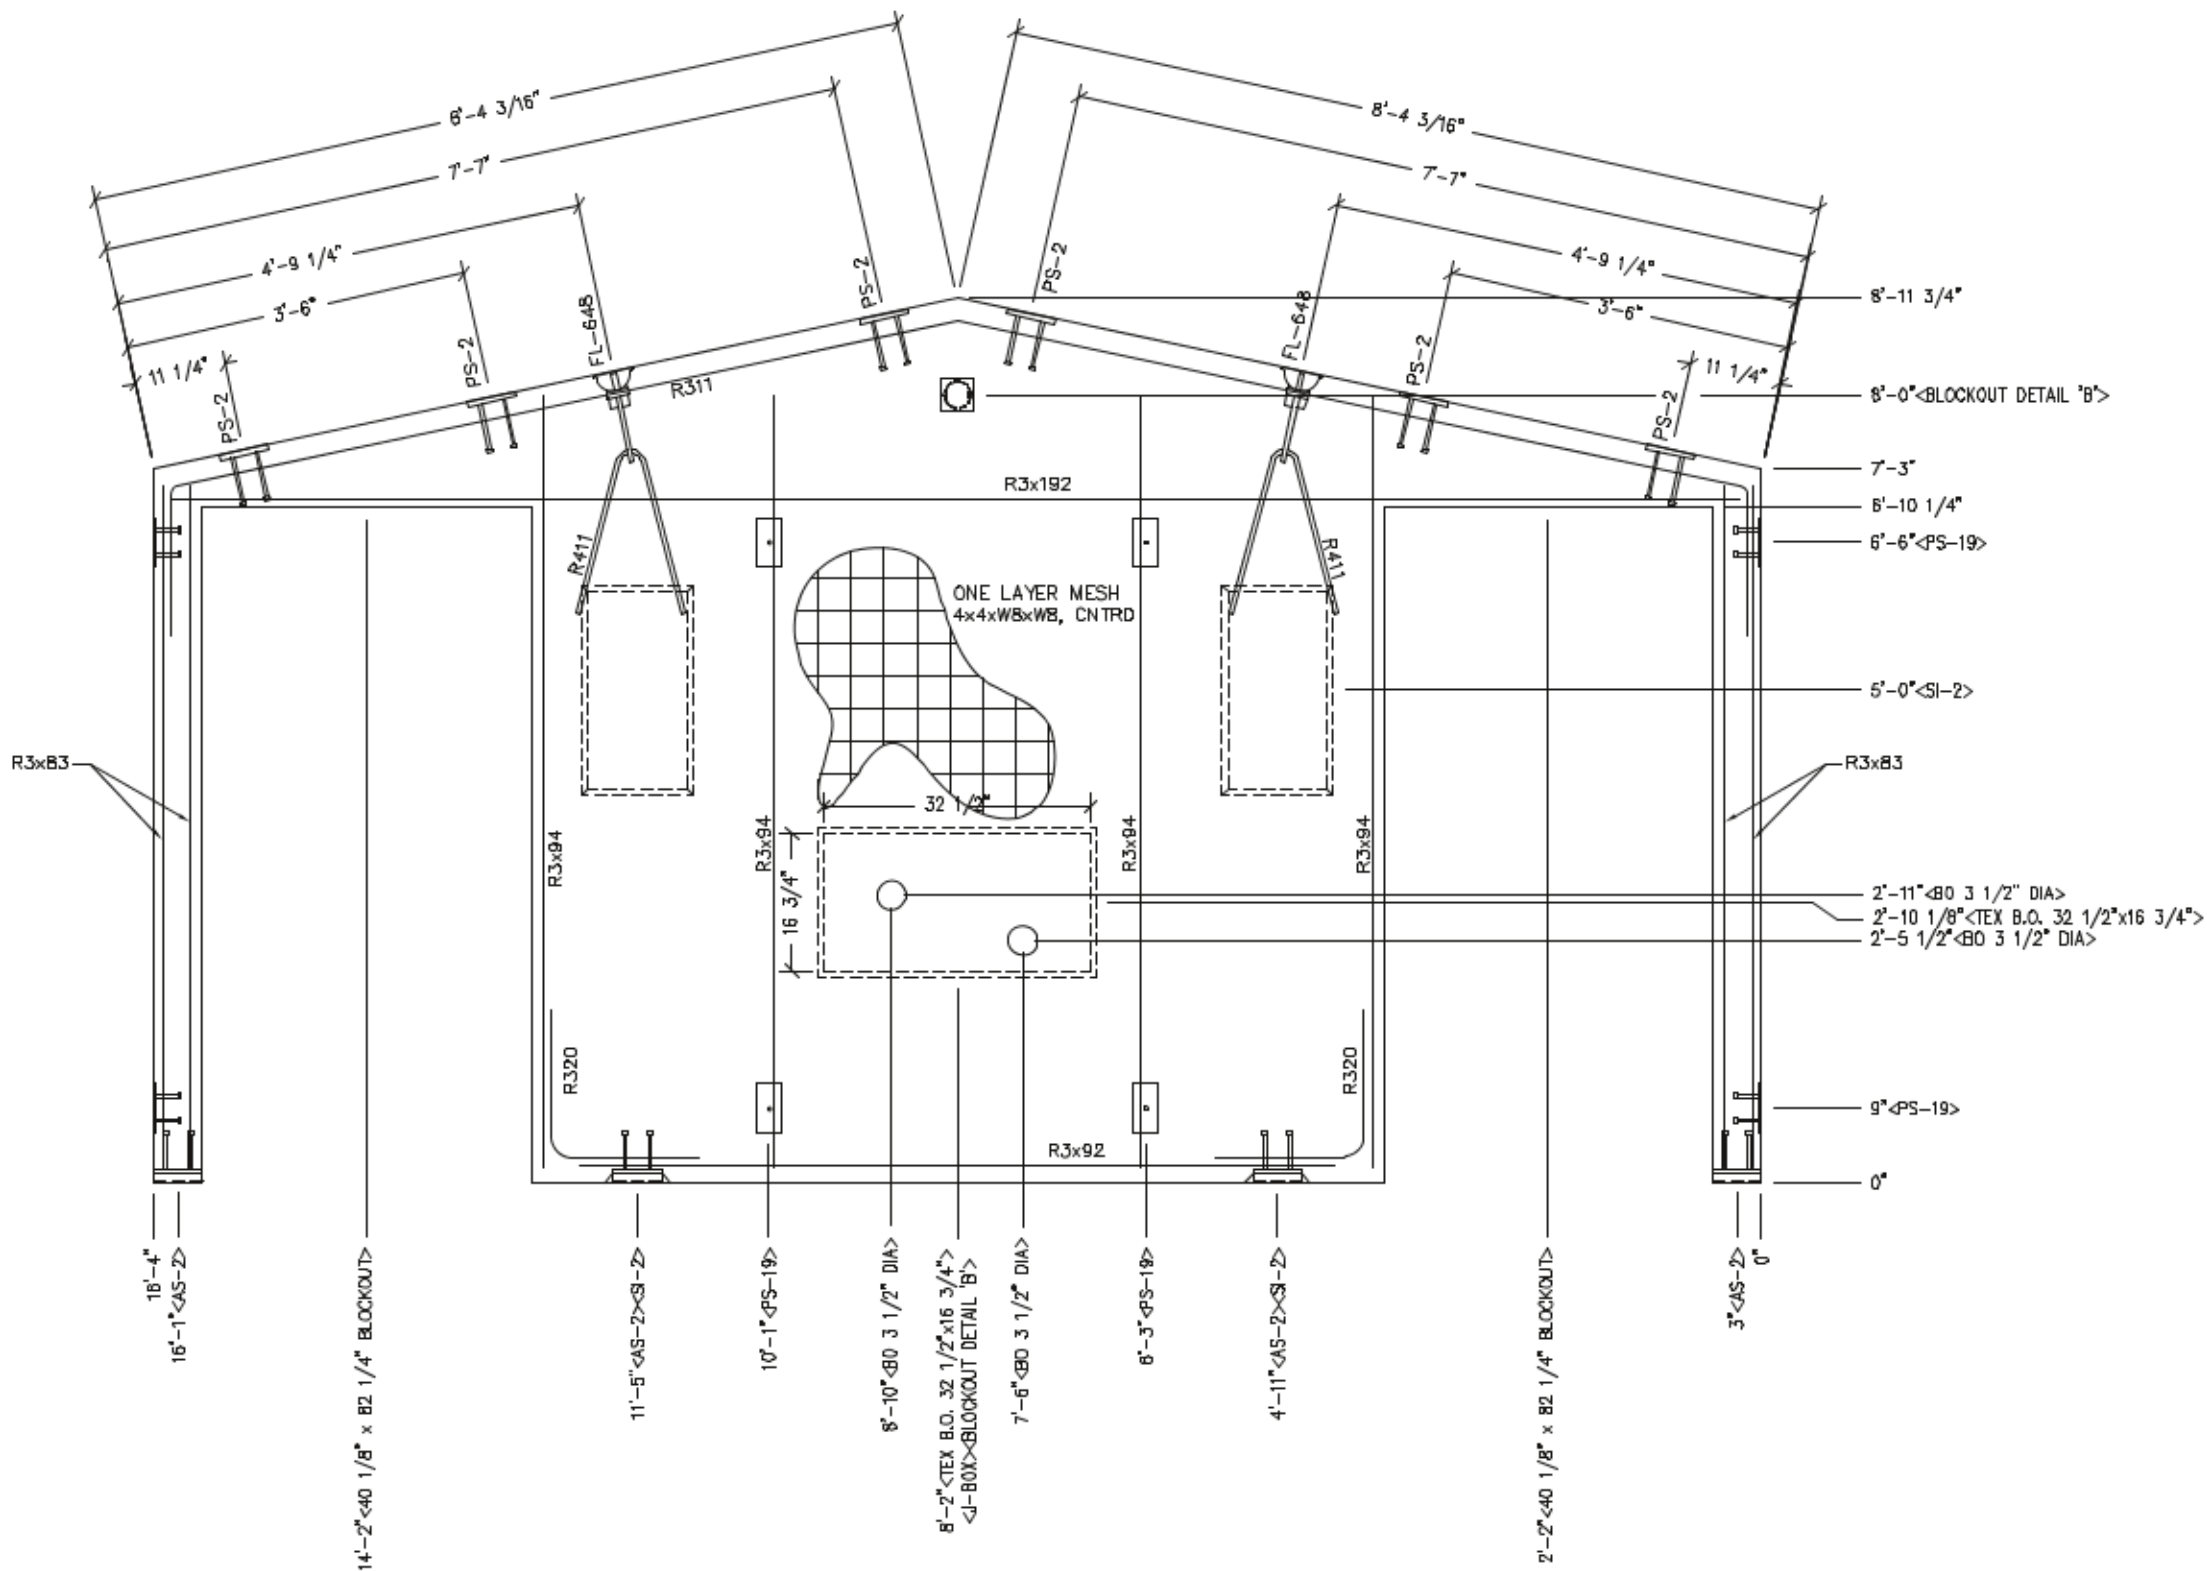 6'-4 3/16"
8'-4 3/16"
7'-7"
7'-7"
4'-9 1/4"
4'-9 1/4"
3'-6"
3'-6"
11 1/4"
11 1/4"
PS-2
PS-2
FL-648
PS-2
PS-2
FL-648
PS-2
PS-2
8'-11 3/4"
R311
8'-0"<BLOCKOUT DETAIL 'B'>
7'-3"
R3x192
6'-10 1/4"
6'-6"<PS-19>
R411
R411
ONE LAYER MESH
4x4xW8xW8, CNTRD
5'-0"<SI-2>
R3x83
R3x83
32 1/2"
16 3/4"
R3x94
R3x94
R3x94
R3x94
2'-11"<BO 3 1/2" DIA>
2'-10 1/8"<TEX B.O. 32 1/2"x16 3/4">
2'-5 1/2"<BO 3 1/2" DIA>
R320
R320
9"<PS-19>
R3x92
0"
16'-4"
16'-1"<AS-2>
14'-2"<40 1/8" x 82 1/4" BLOCKOUT>
11'-5"<AS-2><SI-2>
10'-1"<PS-19>
8'-10"<BO 3 1/2" DIA>
8'-2"<TEX B.O. 32 1/2"x16 3/4">
<J-BOX><BLOCKOUT DETAIL 'B'>
7'-6"<BO 3 1/2" DIA>
6'-3"<PS-19>
4'-11"<AS-2><SI-2>
2'-2"<40 1/8" x 82 1/4" BLOCKOUT>
3"<AS-2>
0"